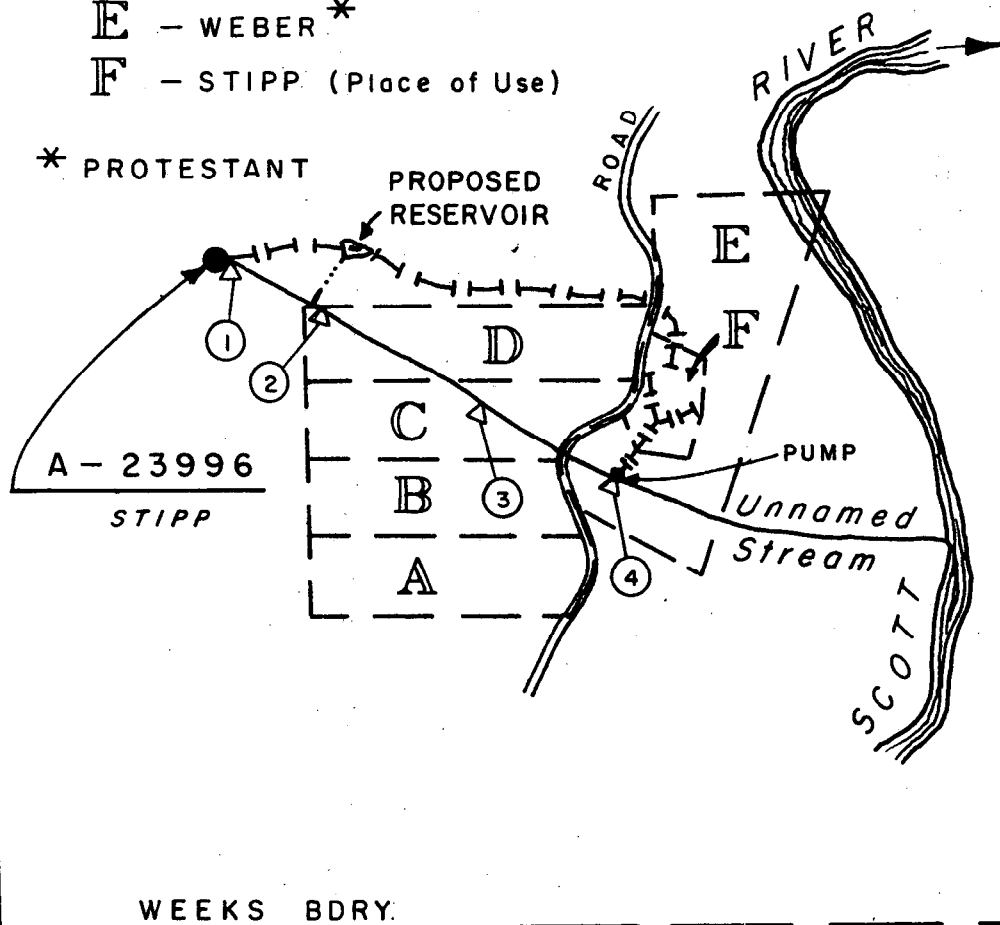 E - WEBER *
F - STIPP (Place of Use)
* PROTESTANT
PROPOSED
RESERVOIR
ROAD
RIVER
E
F
D
C
B
A
1
2
3
4
A - 23996
STIPP
PUMP
Unnamed
Stream
SCOTT
WEEKS BDRY.